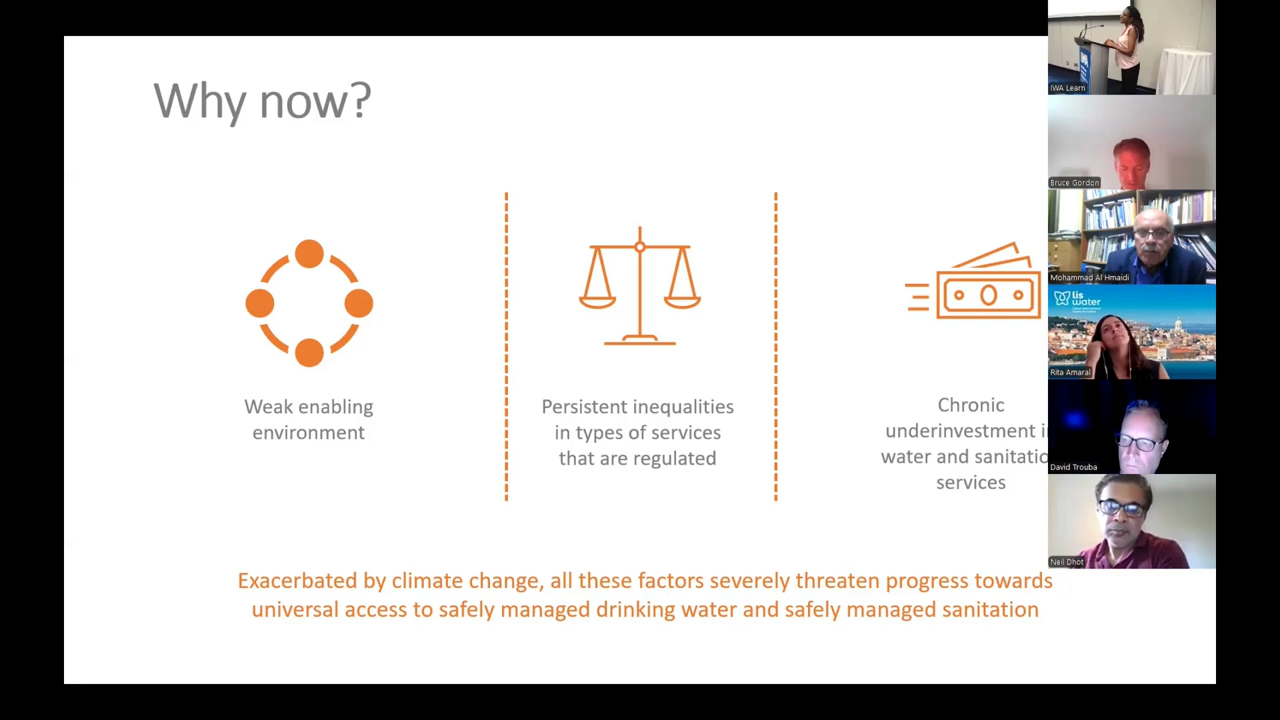 Why now?
Weak enabling
environment
Persistent inequalities
in types of services
that are regulated
Chronic
underinvestment i
water and sanitatio
services
Exacerbated by climate change, all these factors severely threaten progress towards
universal access to safely managed drinking water and safely managed sanitation
IWA Learn
Bruce Gordon
Mohammad Al Hmaidi
lis
water
Rita Amaral
David Trouba
Neil Dhot